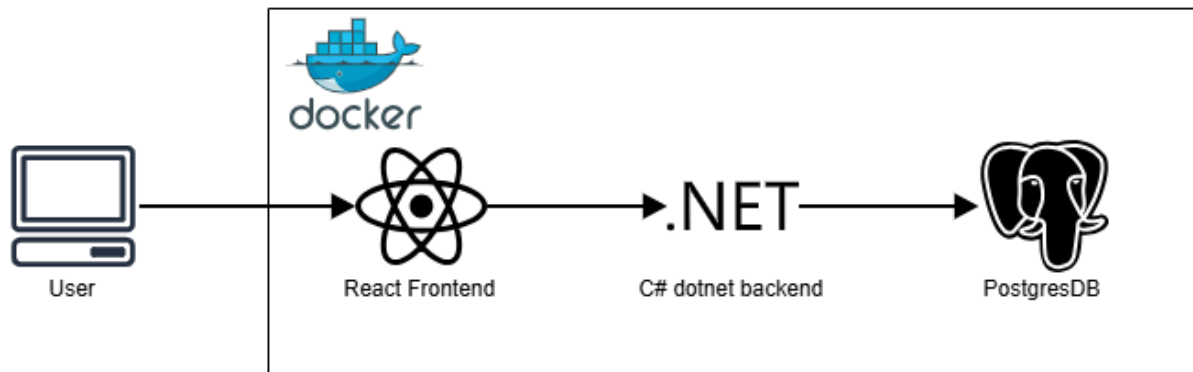 docker
.NET
User
React Frontend
C# dotnet backend
PostgresDB